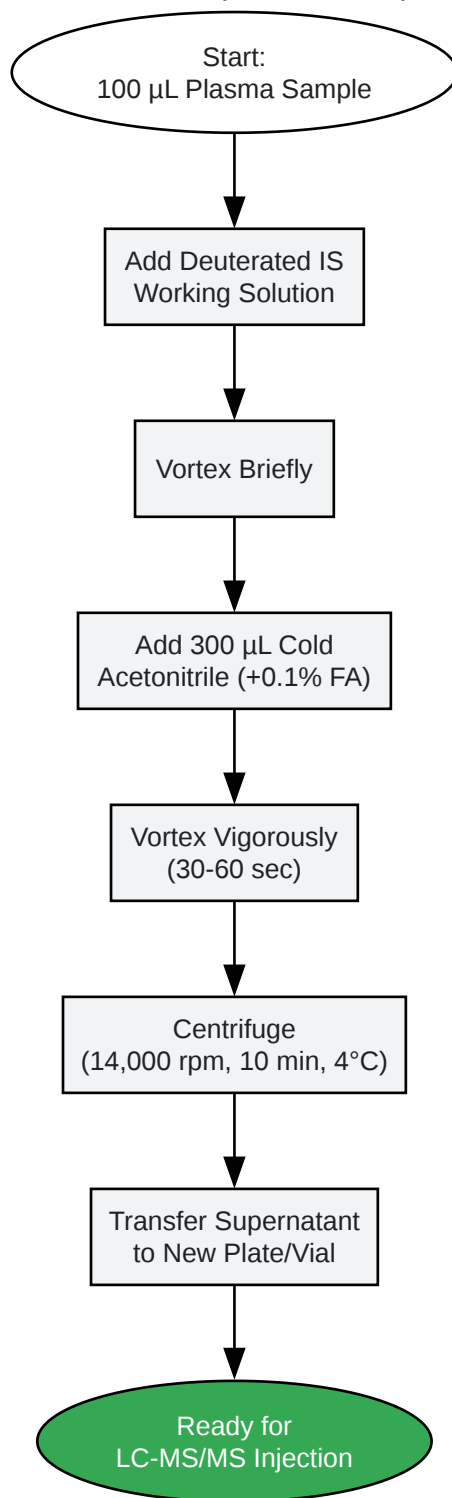 Start:
100 µL Plasma Sample
Add Deuterated IS
Working Solution
Vortex Briefly
Add 300 µL Cold
Acetonitrile (+0.1% FA)
Vortex Vigorously
(30-60 sec)
Centrifuge
(14,000 rpm, 10 min, 4°C)
Transfer Supernatant
to New Plate/Vial
Ready for
LC-MS/MS Injection